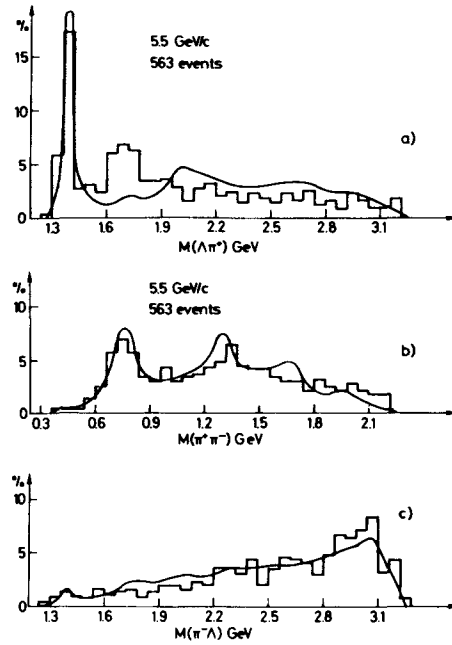 %
5.5 GeV/c
563 events
15
10
5
0
a)
1.3 1.6 1.9 2.2 2.5 2.8 3.1
M(Λπ⁺) GeV
%
5.5 GeV/c
563 events
10
5
0
b)
0.3 0.6 0.9 1.2 1.5 1.8 2.1
M(π⁺π⁻) GeV
%
10
5
0
c)
1.3 1.6 1.9 2.2 2.5 2.8 3.1
M(π⁻Λ) GeV